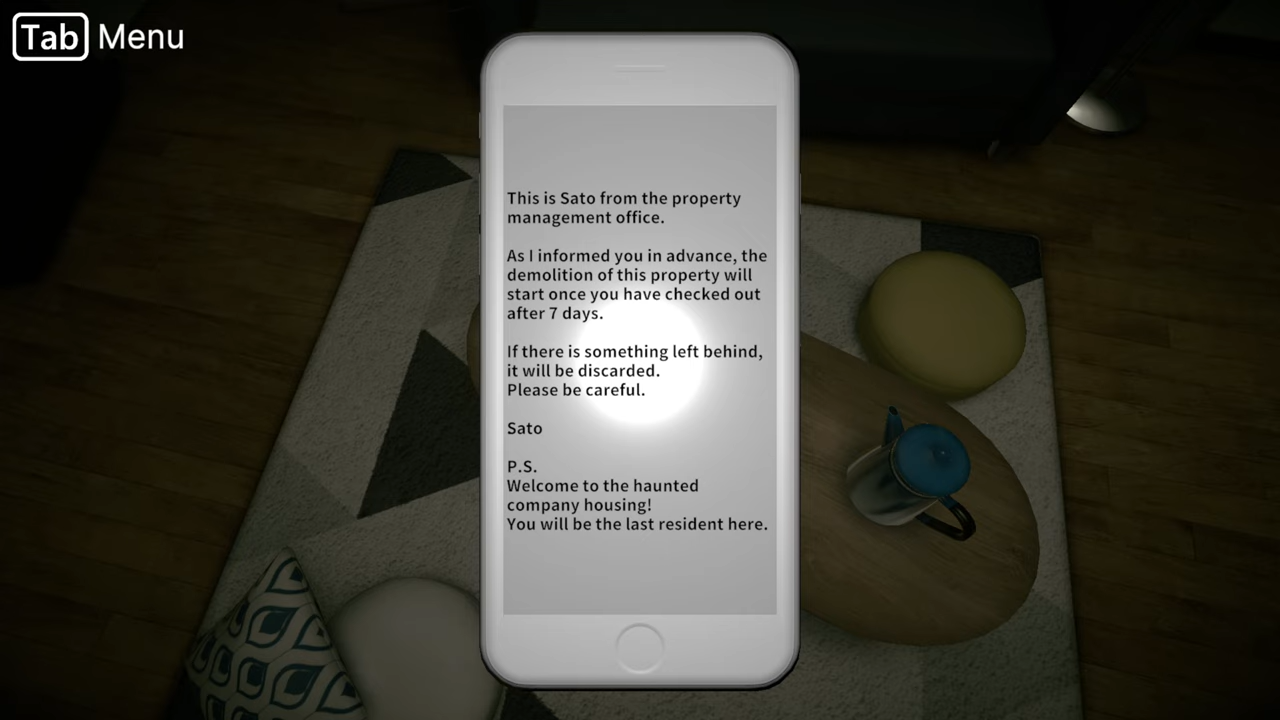 Tab Menu
This is Sato from the property
management office.
As I informed you in advance, the
demolition of this property will
start once you have checked out
after 7 days.
If there is something left behind,
it will be discarded.
Please be careful.
Sato
P.S.
Welcome to the haunted
company housing!
You will be the last resident here.